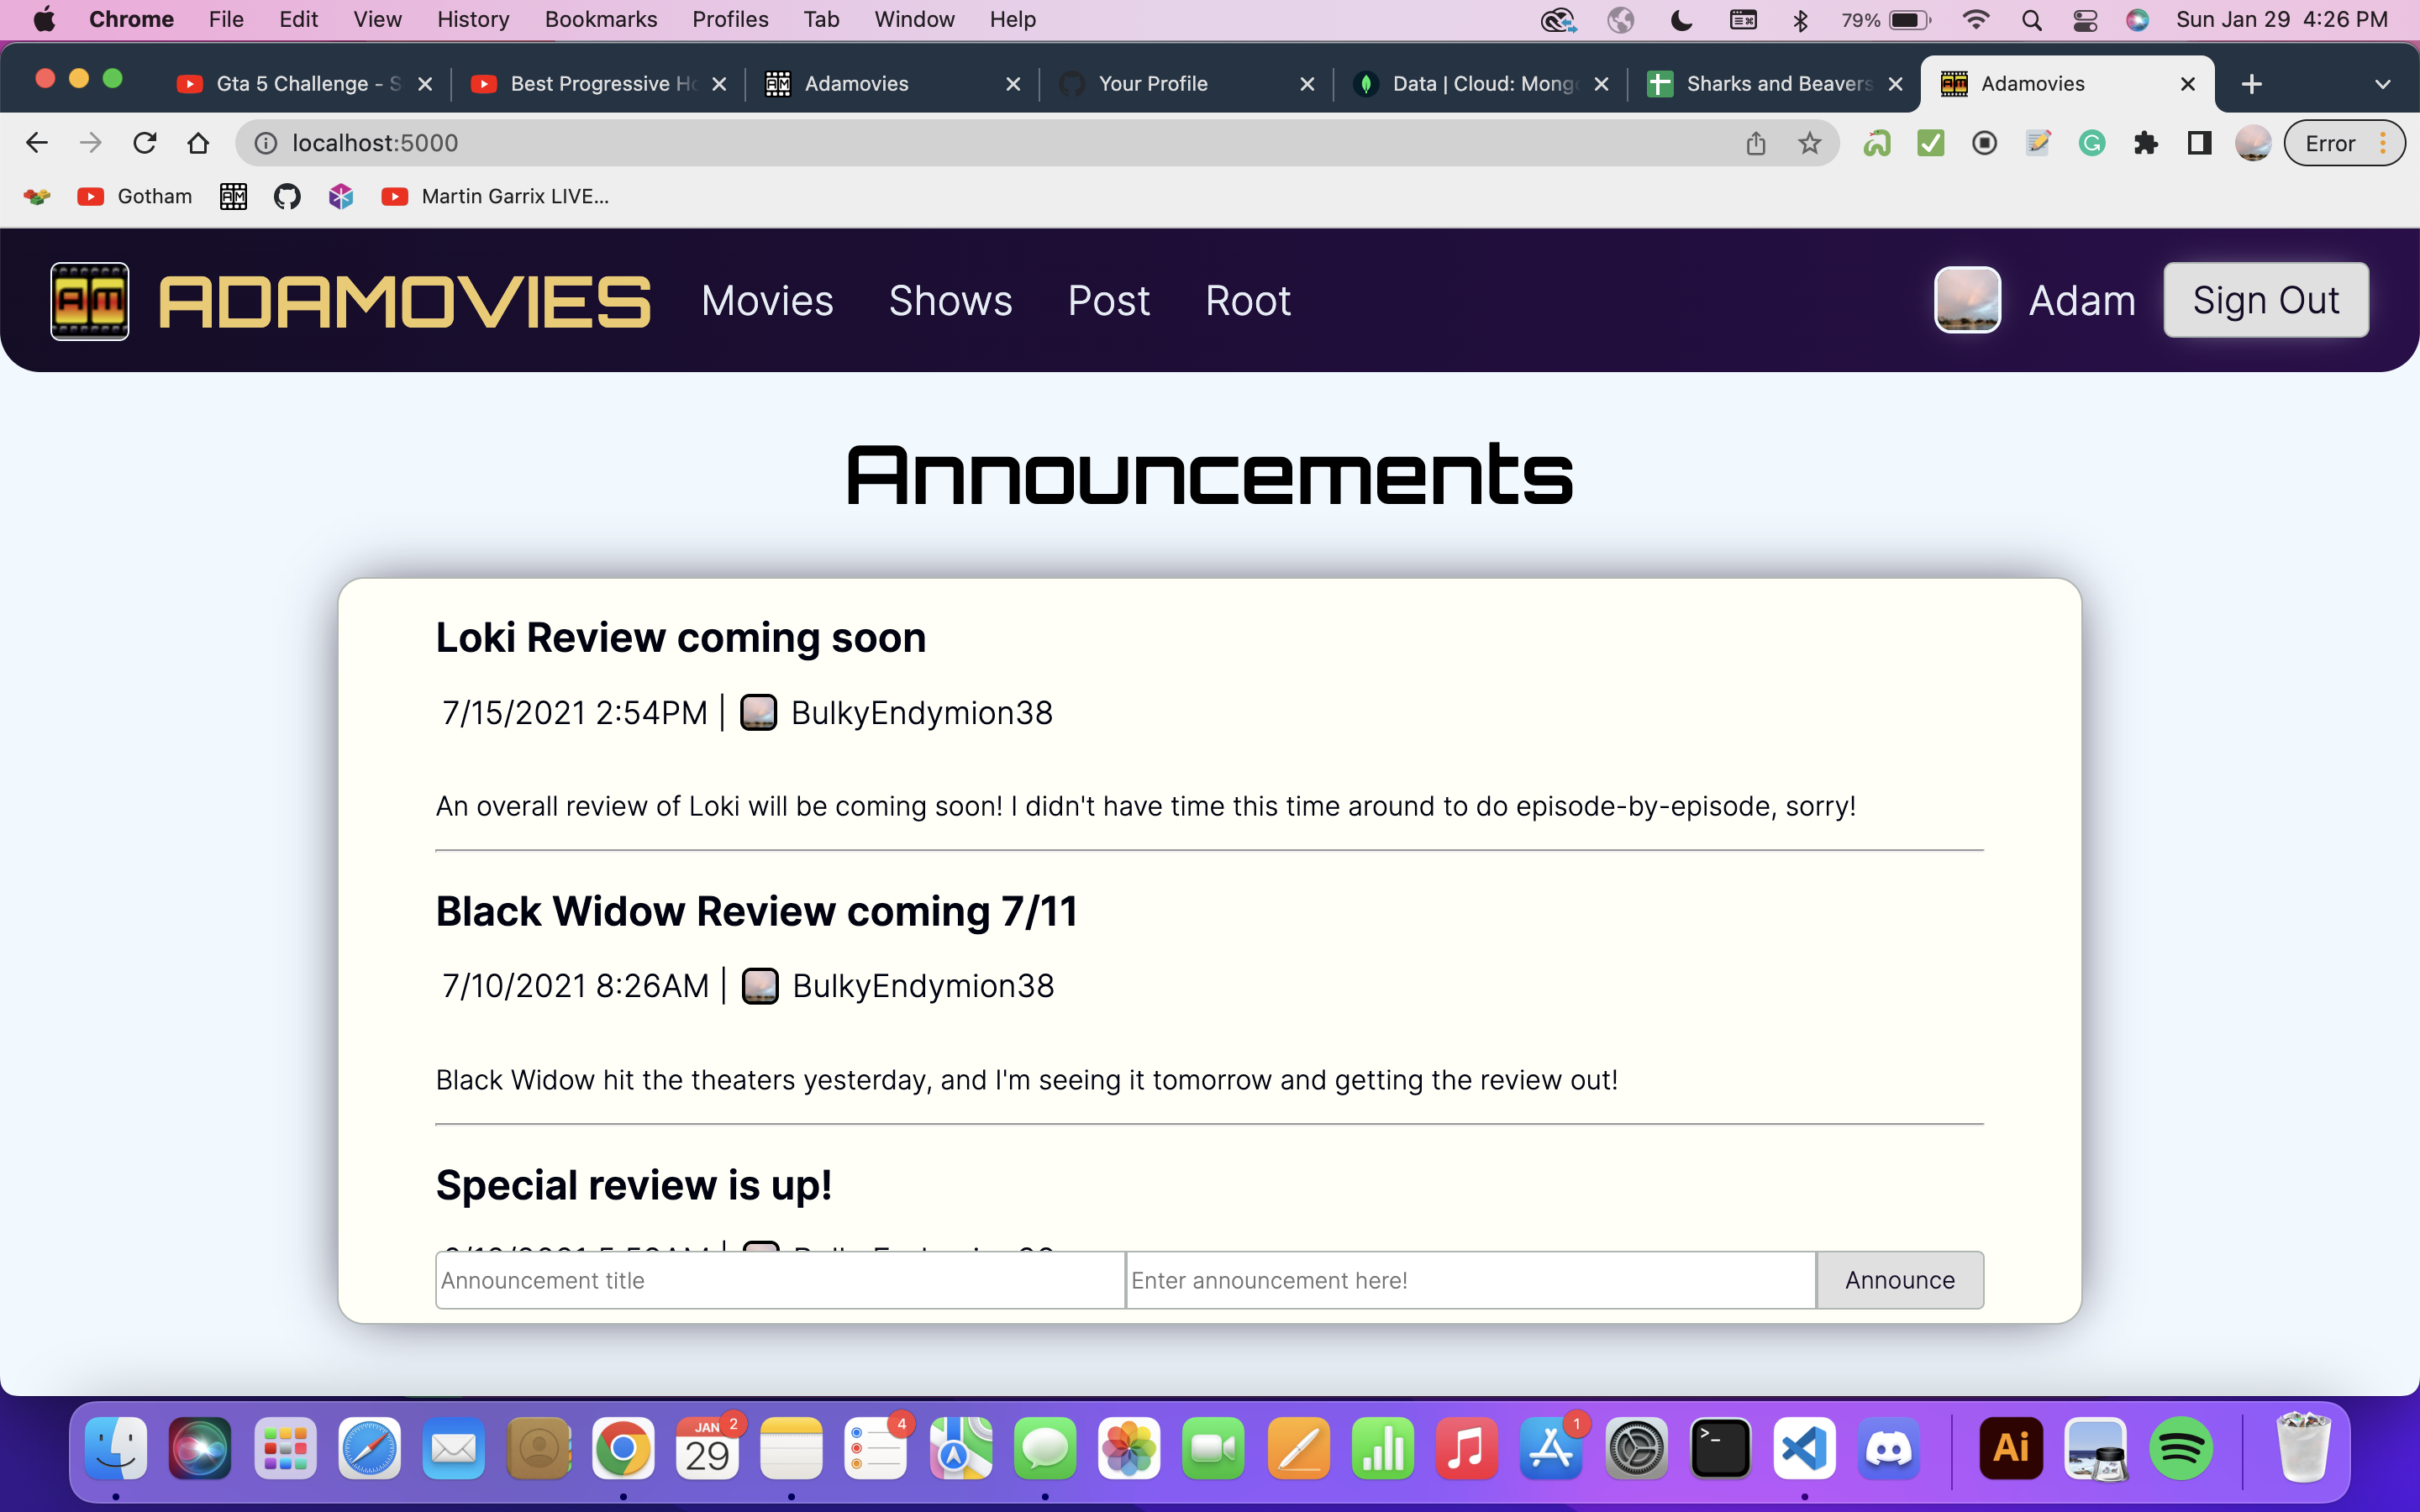 Chrome File Edit View History Bookmarks Profiles Tab Window Help 79% Sun Jan 29 4:26 PM
Gta 5 Challenge - S Best Progressive Ho Adamovies Your Profile Data | Cloud: Mongo Sharks and Beavers Adamovies
localhost:5000 Error
Gotham AM Martin Garrix LIVE...
AM ADAMOVIES Movies Shows Post Root Adam Sign Out
Announcements
Loki Review coming soon
7/15/2021 2:54PM | BulkyEndymion38
An overall review of Loki will be coming soon! I didn't have time this time around to do episode-by-episode, sorry!
Black Widow Review coming 7/11
7/10/2021 8:26AM | BulkyEndymion38
Black Widow hit the theaters yesterday, and I'm seeing it tomorrow and getting the review out!
Special review is up!
Announcement title Enter announcement here! Announce
JAN 2 4 1
29 Ai